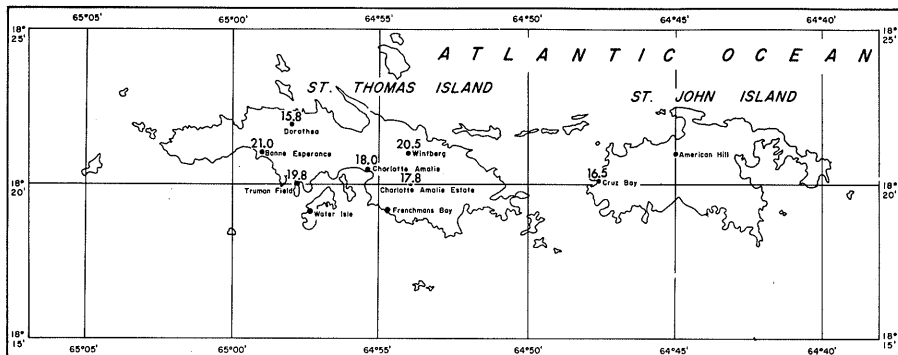 65°05' 65°00' 64°55' 64°50' 64°45' 64°40'
18° 25' 18° 25'
ATLANTIC OCEAN
ST. THOMAS ISLAND
ST. JOHN ISLAND
15.8
Dorothea
21.0
Bonne Esperance
20.5
Wintberg
18.0
Charlotte Amalie
American Hill
19.8
Truman Field
17.8
Charlotte Amalie Estate
16.5
Cruz Bay
18° 20' 18° 20'
Water Isle
Frenchmans Bay
18° 15' 18° 15'
65°05' 65°00' 64°55' 64°50' 64°45' 64°40'